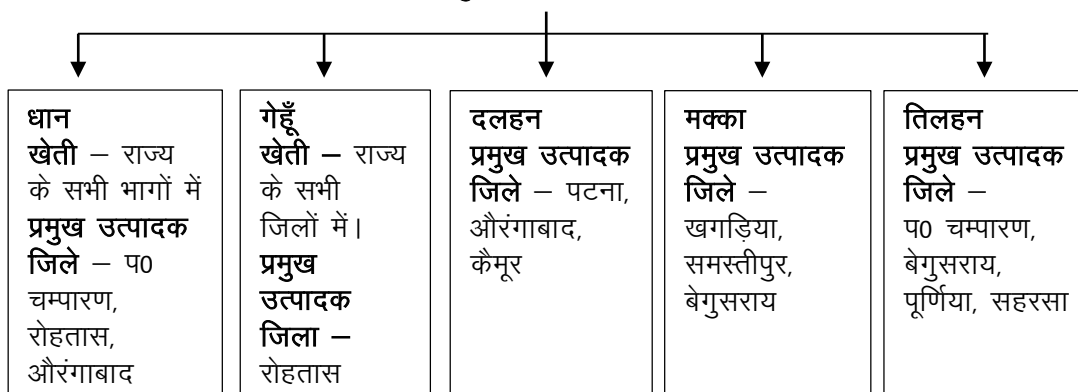 धान
खेती – राज्य
के सभी भागों में
प्रमुख उत्पादक
जिले – प0
चम्पारण,
रोहतास,
औरंगाबाद
गेहूँ
खेती – राज्य
के सभी
जिलों में।
प्रमुख
उत्पादक
जिला –
रोहतास
दलहन
प्रमुख उत्पादक
जिले – पटना,
औरंगाबाद,
कैमूर
मक्का
प्रमुख उत्पादक
जिले –
खगड़िया,
समस्तीपुर,
बेगुसराय
तिलहन
प्रमुख उत्पादक
जिले –
प0 चम्पारण,
बेगुसराय,
पूर्णिया, सहरसा